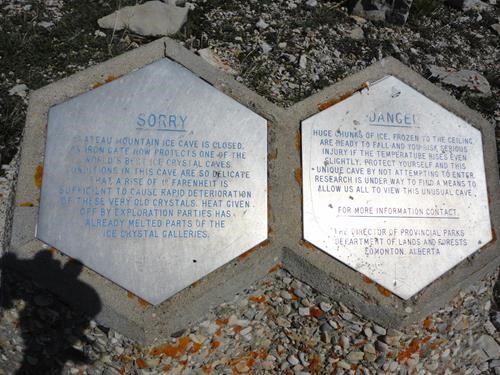 SORRY
PLATEAU MOUNTAIN ICE CAVE IS CLOSED.
AN IRON GATE NOW PROTECTS ONE OF THE
WORLD'S BEST ICE CRYSTAL CAVES.
CONDITIONS IN THIS CAVE ARE SO DELICATE
THAT A RISE OF 1° FARENHEIT IS
SUFFICIENT TO CAUSE RAPID DETERIORATION
OF THESE VERY OLD CRYSTALS. HEAT GIVEN
OFF BY EXPLORATION PARTIES HAS
ALREADY MELTED PARTS OF THE
ICE CRYSTAL GALLERIES.
DANGER
HUGE CHUNKS OF ICE, FROZEN TO THE CEILING,
ARE READY TO FALL AND YOU RISK SERIOUS
INJURY IF THE TEMPERATURE RISES EVEN
SLIGHTLY. PROTECT YOURSELF AND THIS
UNIQUE CAVE BY NOT ATTEMPTING TO ENTER.
RESEARCH IS UNDER WAY TO FIND A MEANS TO
ALLOW US ALL TO VIEW THIS UNUSUAL CAVE.
FOR MORE INFORMATION CONTACT
THE DIRECTOR OF PROVINCIAL PARKS
DEPARTMENT OF LANDS AND FORESTS
EDMONTON, ALBERTA